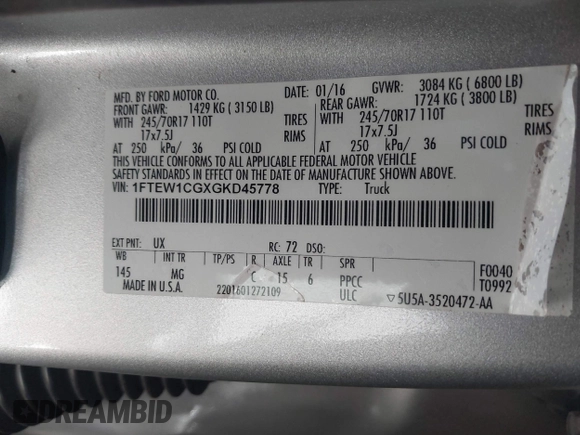 MFD. BY FORD MOTOR CO.
DATE: 01/16 GVWR: 3084 KG ( 6800 LB)
FRONT GAWR: 1429 KG ( 3150 LB)
REAR GAWR: 1724 KG ( 3800 LB)
WITH 245/70R17 110T TIRES
WITH 245/70R17 110T TIRES
17x7.5J RIMS
17x7.5J RIMS
AT 250 kPa/ 36 PSI COLD
AT 250 kPa/ 36 PSI COLD
THIS VEHICLE CONFORMS TO ALL APPLICABLE FEDERAL MOTOR VEHICLE
SAFETY STANDARDS IN EFFECT ON THE DATE OF MANUFACTURE SHOWN ABOVE.
VIN: 1FTEW1CGXGKD45778 TYPE: Truck
EXT PNT: UX RC: 72 DSO:
WB INT TR TP/PS R AXLE TR SPR
145 MG C 15 6 PPCC
F0040
T0992
MADE IN U.S.A. 2201601272109 ULC ▽5U5A-3520472-AA
DREAMBID